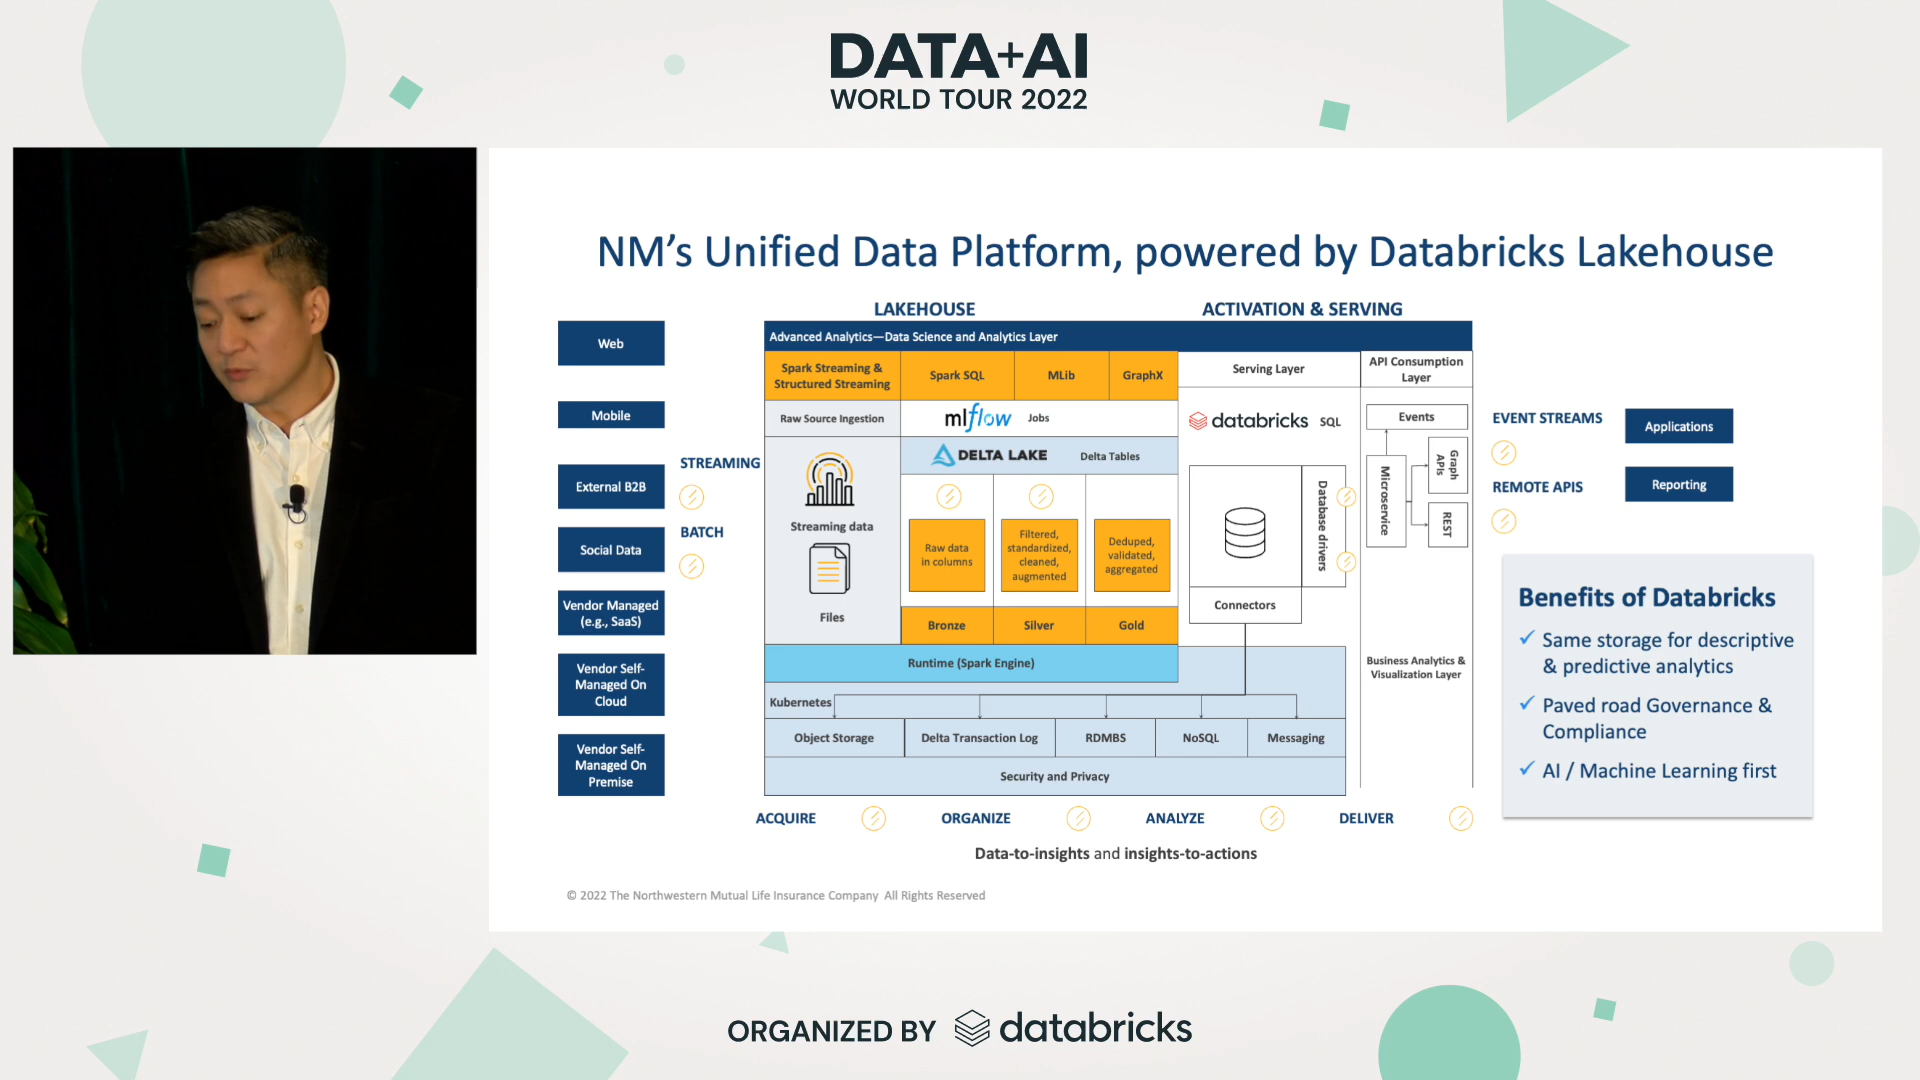 DATA+AI
WORLD TOUR 2022
NM's Unified Data Platform, powered by Databricks Lakehouse
LAKEHOUSE
ACTIVATION & SERVING
Web
Mobile
External B2B
Social Data
Vendor Managed
(e.g., SaaS)
Vendor Self-
Managed On
Cloud
Vendor Self-
Managed On
Premise
STREAMING
BATCH
Advanced Analytics—Data Science and Analytics Layer
Spark Streaming &
Structured Streaming
Spark SQL
MLib
GraphX
Serving Layer
API Consumption
Layer
Raw Source Ingestion
mlflow
Jobs
databricks SQL
DELTA LAKE
Delta Tables
Streaming data
Files
Raw data
in columns
Filtered,
standardized,
cleaned,
augmented
Deduped,
validated,
aggregated
Bronze
Silver
Gold
Database drivers
Connectors
Events
Microservice
Graph
APIs
REST
Business Analytics &
Visualization Layer
Runtime (Spark Engine)
Kubernetes
Object Storage
Delta Transaction Log
RDMBS
NoSQL
Messaging
Security and Privacy
EVENT STREAMS
REMOTE APIS
Applications
Reporting
Benefits of Databricks
✓ Same storage for descriptive
& predictive analytics
✓ Paved road Governance &
Compliance
✓ AI / Machine Learning first
ACQUIRE
ORGANIZE
ANALYZE
DELIVER
Data-to-insights and insights-to-actions
© 2022 The Northwestern Mutual Life Insurance Company All Rights Reserved
ORGANIZED BY databricks